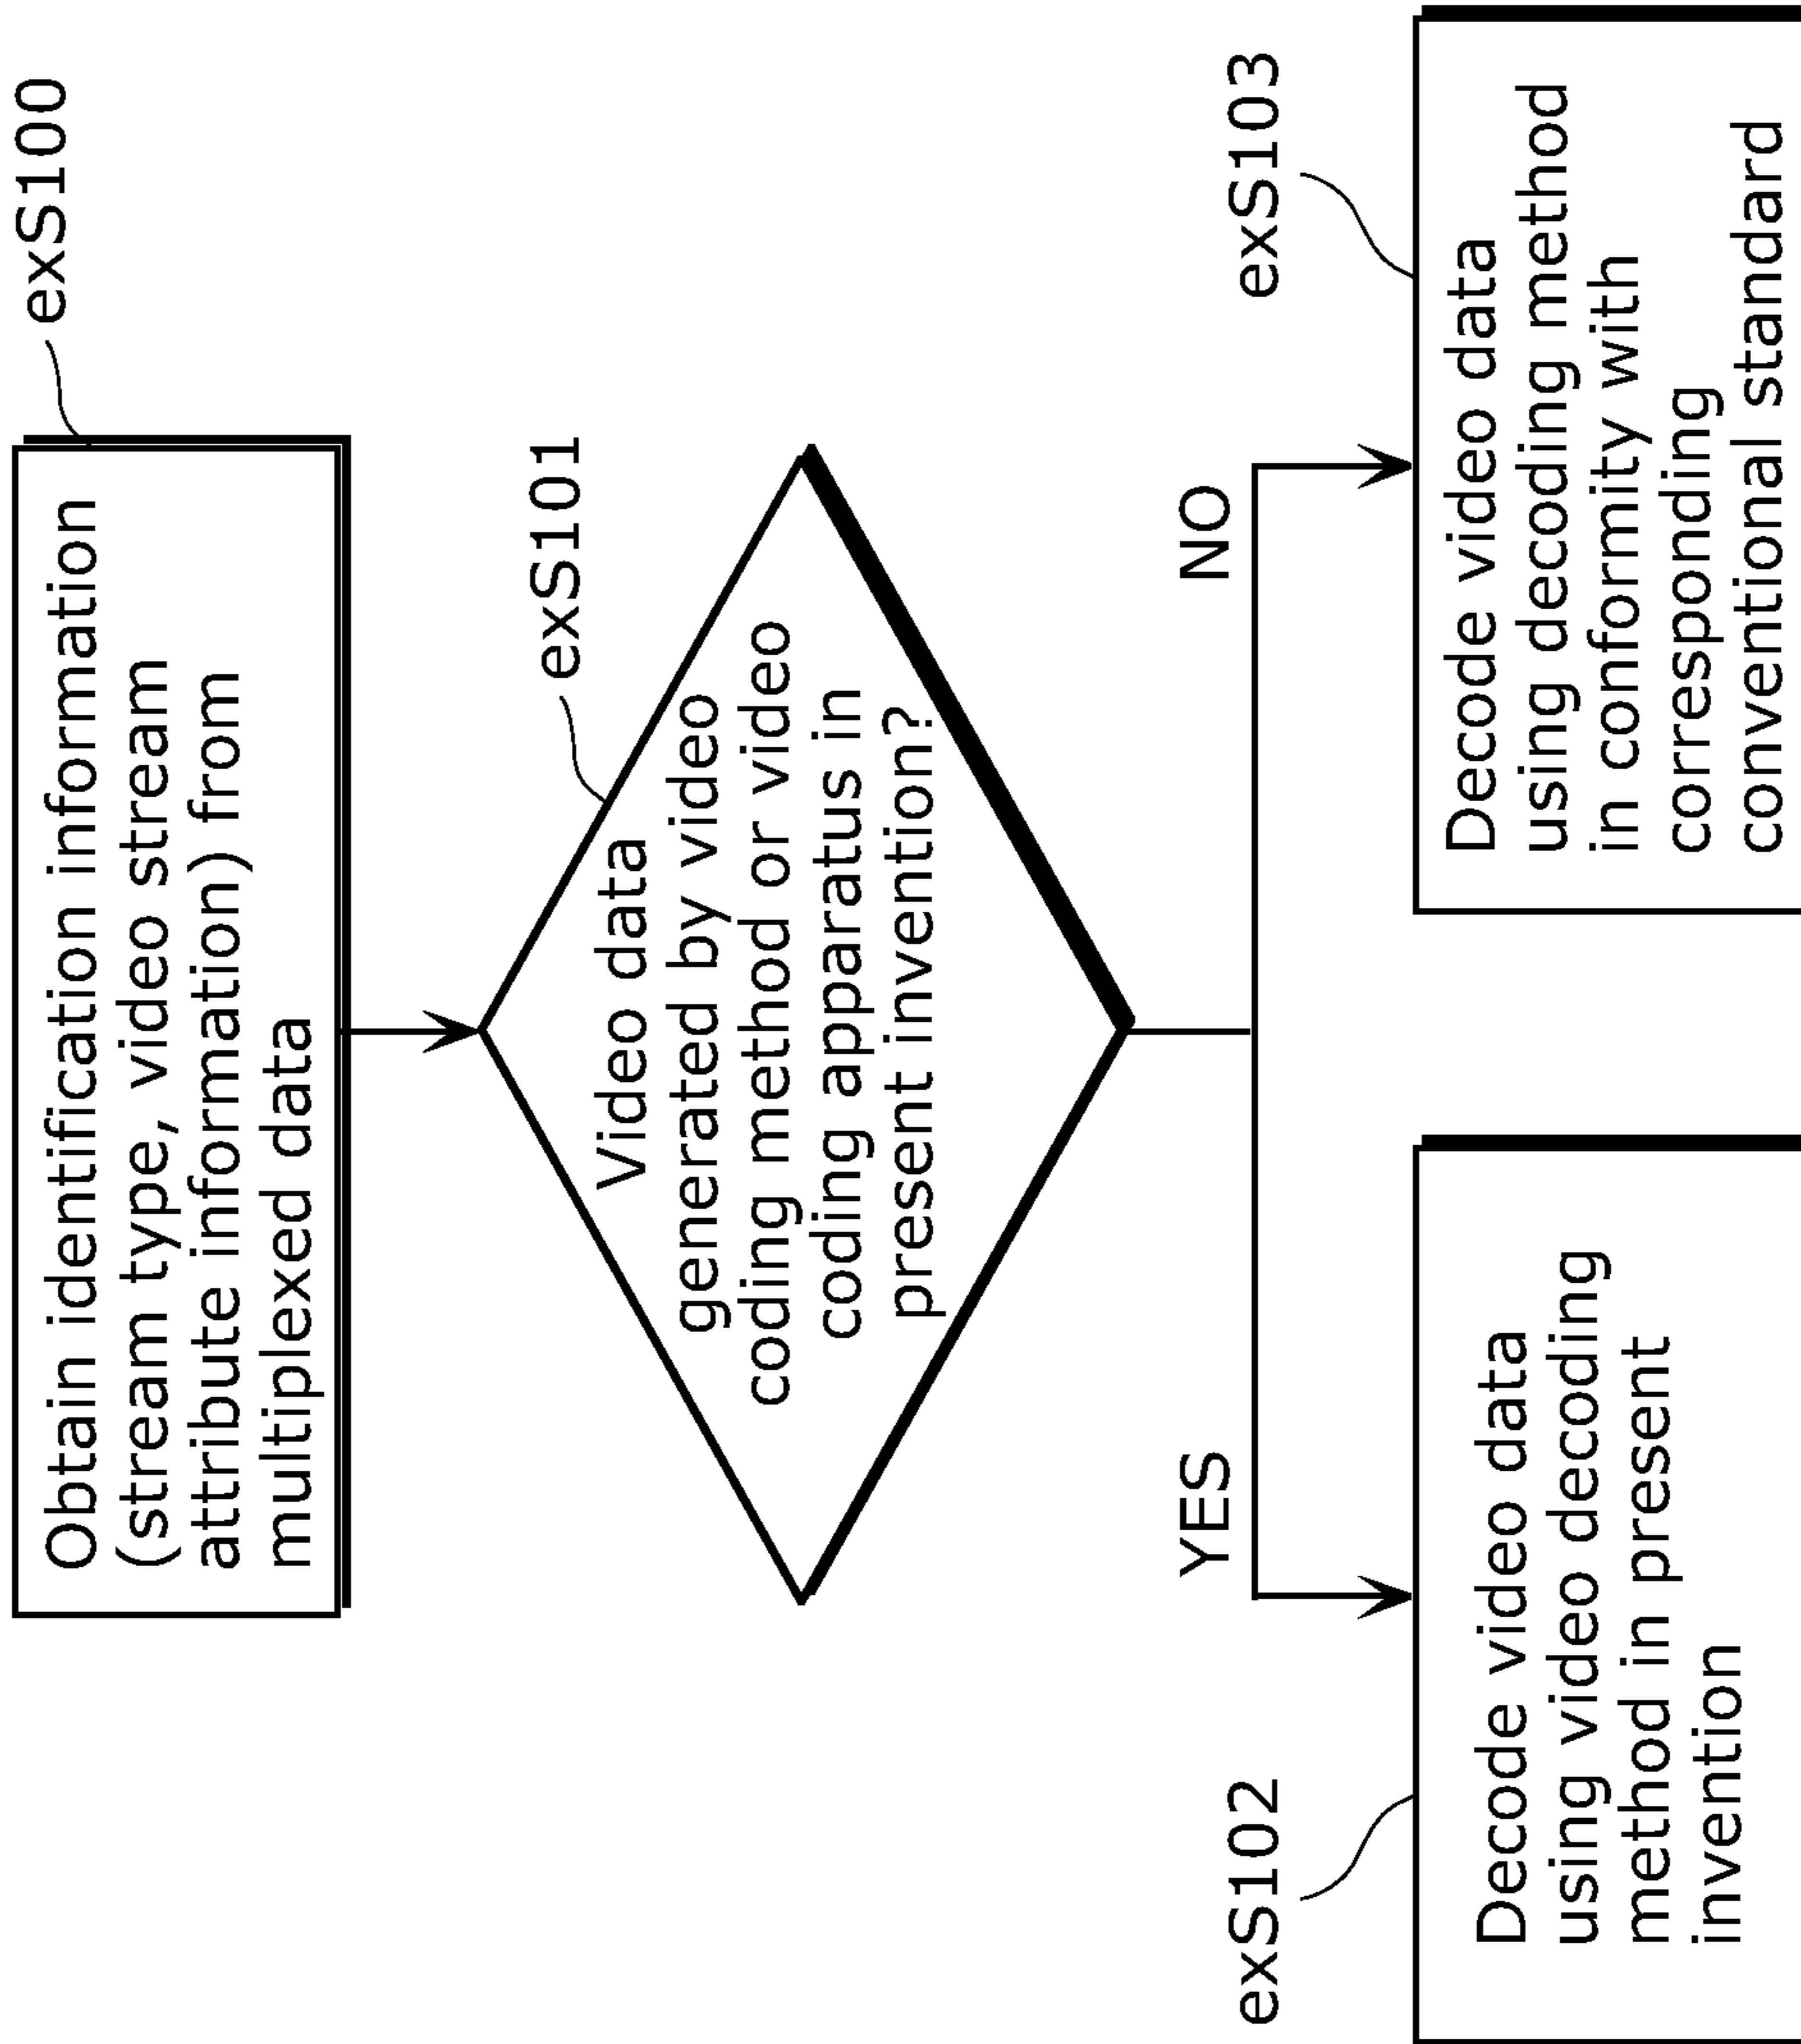 exS100
Obtain identification information
(stream type, video stream
attribute information) from
multiplexed data
exS101
Video data
generated by video
coding method or video
coding apparatus in
present invention?
YES
NO
exS102
Decode video data
using video decoding
method in present
invention
exS103
Decode video data
using decoding method
in conformity with
corresponding
conventional standard